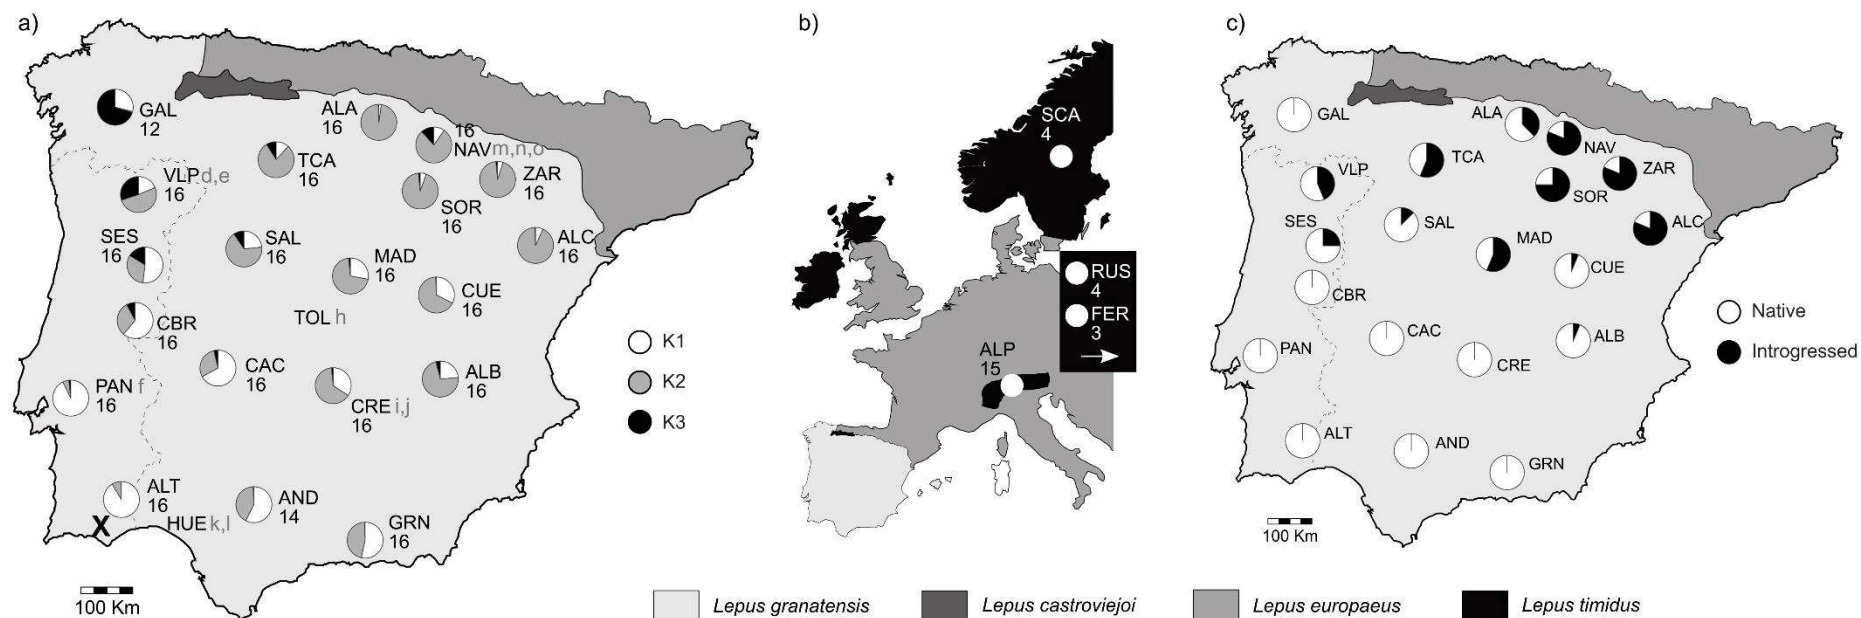 a)
GAL
12
ALA
16
16
NAV m,n,o
TCA
16
VLP d,e
16
ZAR
16
SOR
16
SES
16
SAL
16
ALC
16
MAD
16
CUE
16
TOL h
CBR
16
CAC
16
ALB
16
PAN f
16
CRE i,j
16
ALT
16
X
HUE k,l
AND
14
GRN
16
100 Km
K1
K2
K3
b)
SCA
4
RUS
4
FER
3
ALP
15
c)
GAL
ALA
NAV
TCA
ZAR
VLP
SOR
SES
SAL
ALC
MAD
CUE
CBR
CAC
ALB
PAN
CRE
ALT
AND
GRN
100 Km
Native
Introgressed
Lepus granatensis
Lepus castroviejoi
Lepus europaeus
Lepus timidus